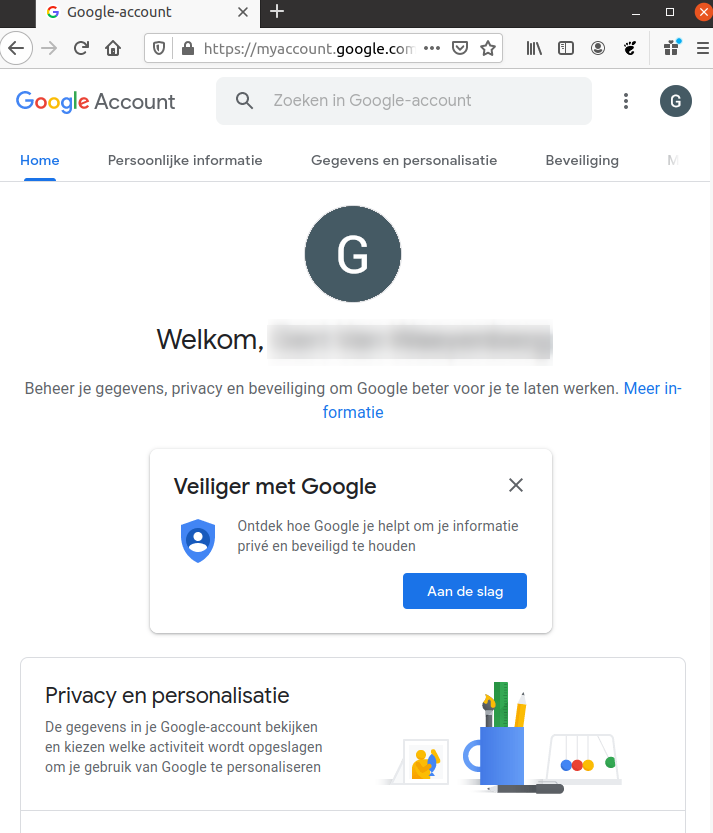 Google-account
https://myaccount.google.com
Google Account
Zoeken in Google-account
G
Home
Persoonlijke informatie
Gegevens en personalisatie
Beveiliging
M
G
Welkom,
Beheer je gegevens, privacy en beveiliging om Google beter voor je te laten werken. Meer in-
formatie
Veiliger met Google
Ontdek hoe Google je helpt om je informatie
privé en beveiligd te houden
Aan de slag
Privacy en personalisatie
De gegevens in je Google-account bekijken
en kiezen welke activiteit wordt opgeslagen
om je gebruik van Google te personaliseren